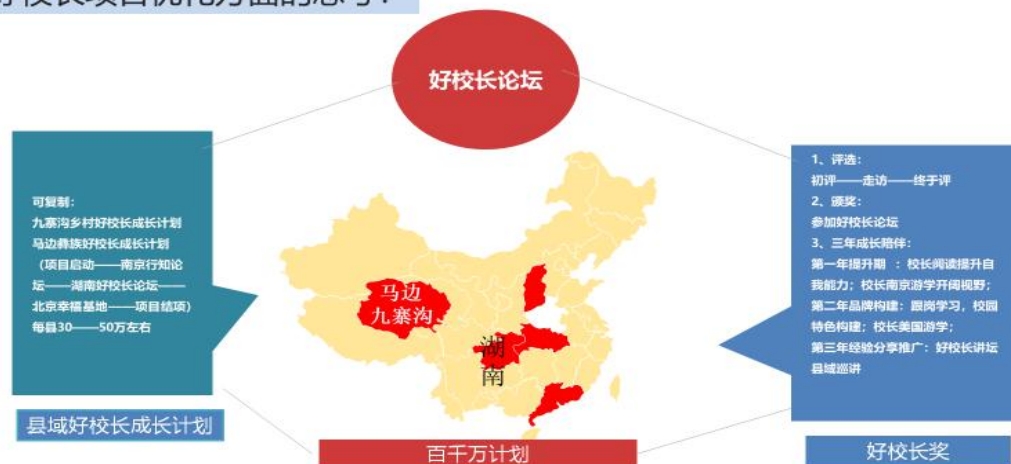 好校长论坛
可复制：
九寨沟乡村好校长成长计划
马边彝族好校长成长计划
（项目启动——南京行知论
坛——湖南好校长论坛——
北京幸福基地——项目结项）
每县30——50万左右
县域好校长成长计划
马边
九寨沟
湖
南
百千万计划
1、评选：
初评——走访——终于评
2、颁奖：
参加好校长论坛
3、三年成长陪伴：
第一年提升期 ：校长阅读提升自
我能力；校长南京游学开阔视野；
第二年品牌构建：跟岗学习，校园
特色构建；校长美国游学；
第三年经验分享推广：好校长讲坛
县域巡讲
好校长奖